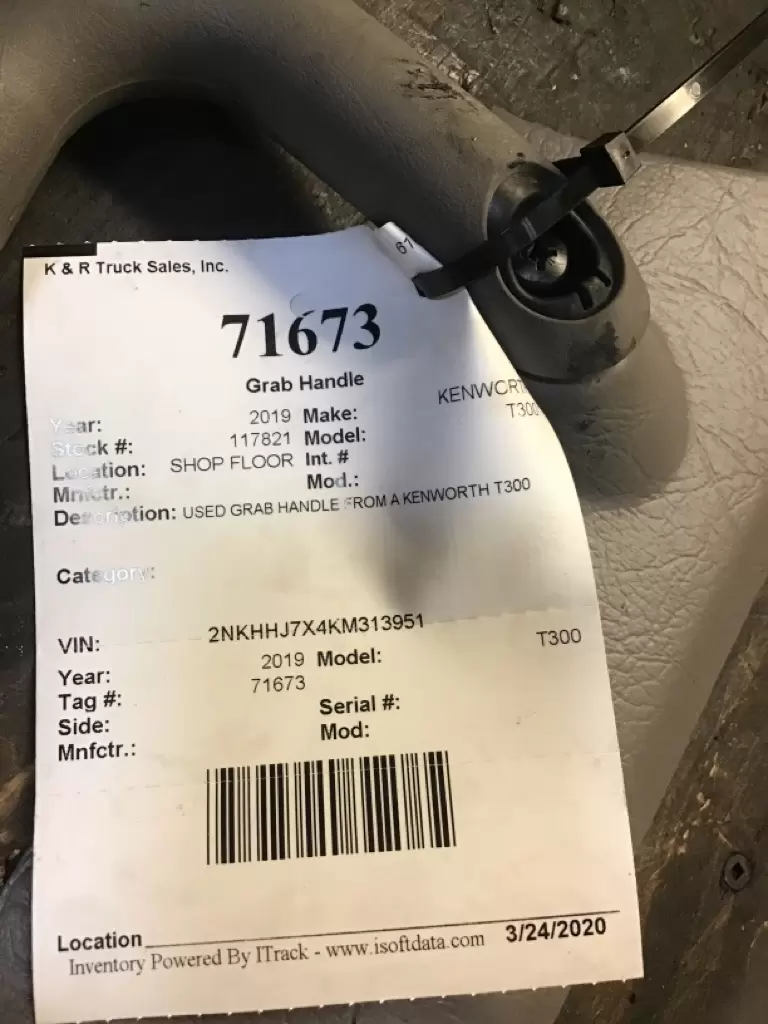 61
K & R Truck Sales, Inc.
71673
Grab Handle
Year: 2019 Make: KENWORT
Stock #: 117821 Model: T300
Location: SHOP FLOOR Int. #
Mnfctr.: Mod.:
Description: USED GRAB HANDLE FROM A KENWORTH T300
Category:
VIN: 2NKHHJ7X4KM313951
Year: 2019 Model: T300
Tag #: 71673
Side: Serial #:
Mnfctr.: Mod:
Location
Inventory Powered By ITrack - www.isoftdata.com 3/24/2020